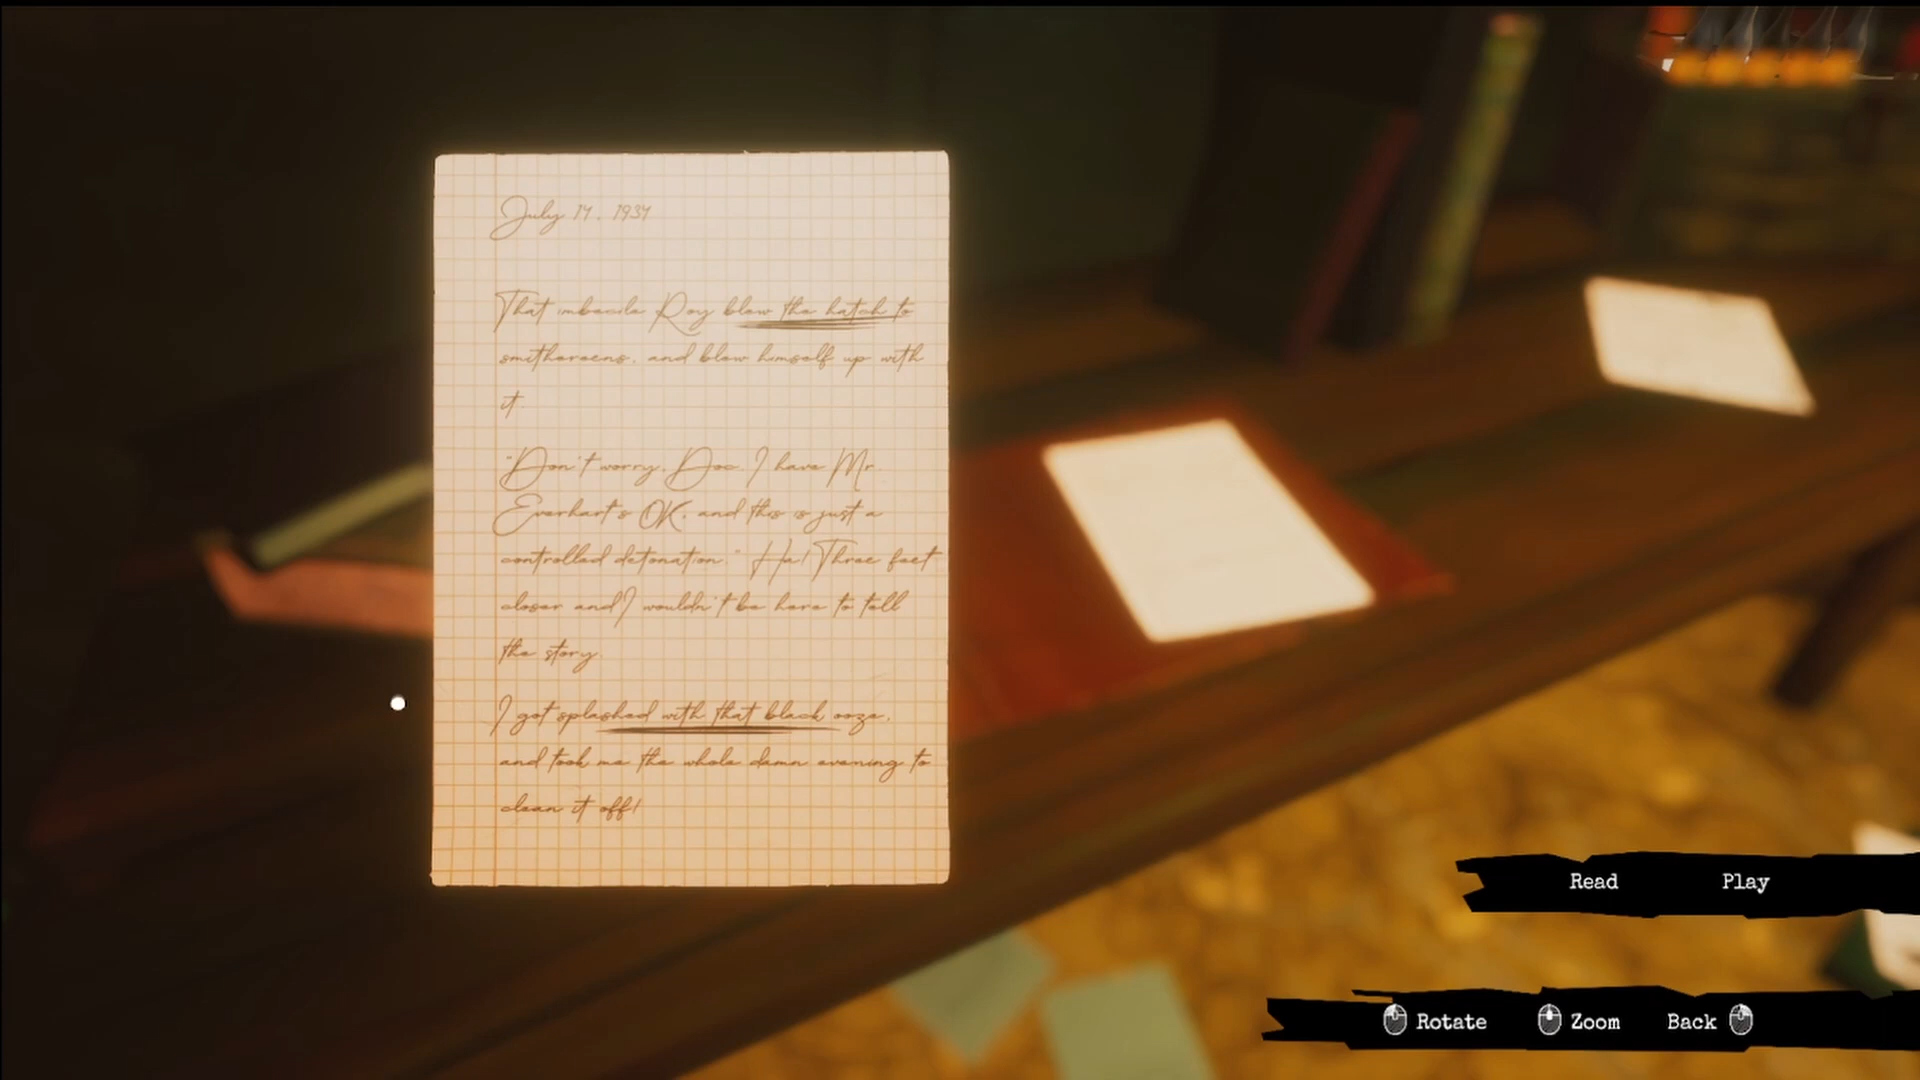 July 14, 1934
That imbecile Roy blew the hatch to
smithereens, and blew himself up with
it.
"Don't worry, Doc, I have Mr.
Everhart's OK, and this is just a
controlled detonation." Ha! Three feet
closer and I wouldn't be here to tell
the story.
I got splashed with that black ooze,
and took me the whole damn evening to
clean it off!
Read Play
Rotate Zoom Back